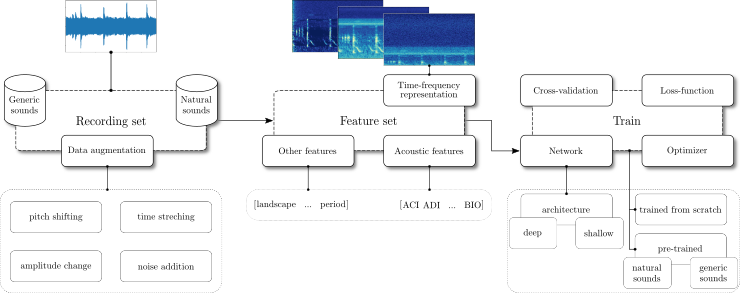 Generic
sounds
Natural
sounds
Recording set
Data augmentation
pitch shifting
time streching
amplitude change
noise addition
Time-frequency
representation
Feature set
Other features
Acoustic features
[landscape ... period]
[ACI ADI ... BIO]
Cross-validation
Loss-function
Train
Network
Optimizer
architecture
deep
shallow
trained from scratch
pre-trained
natural
sounds
generic
sounds